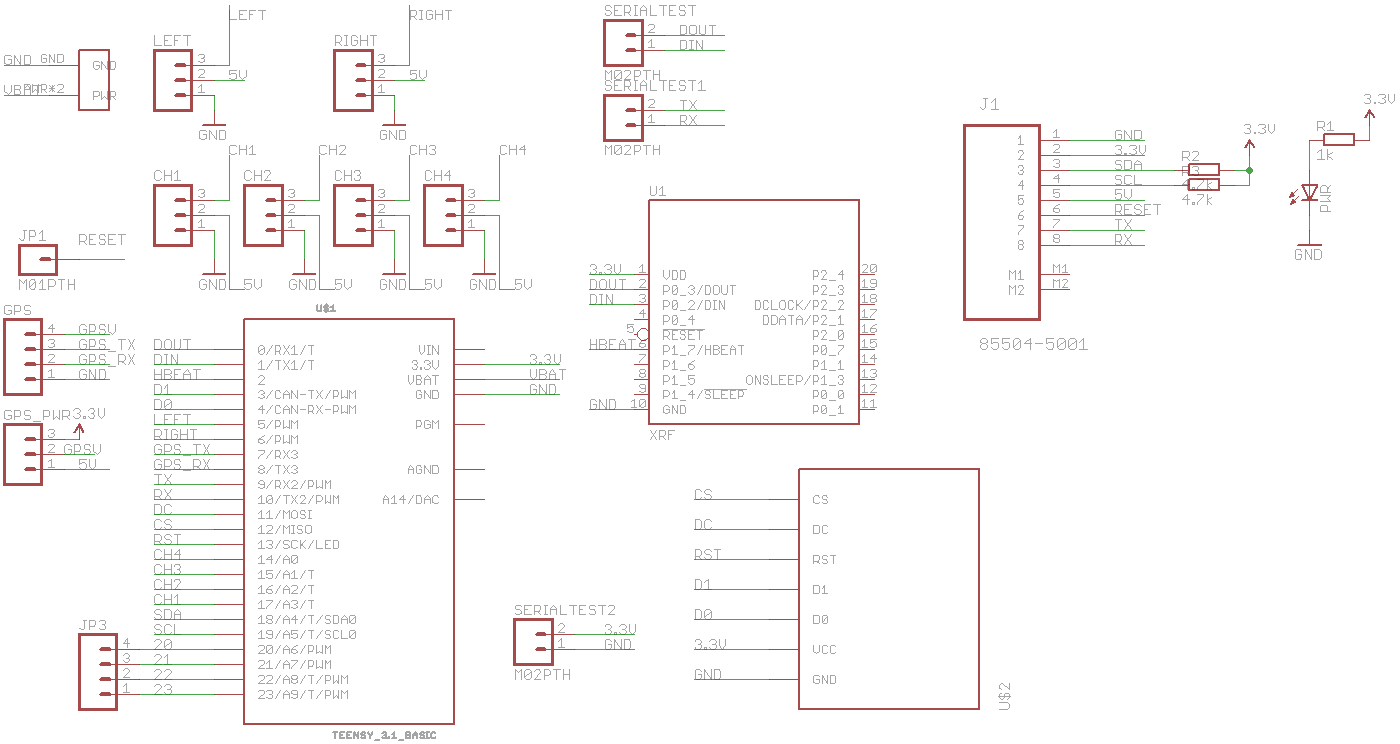 GND GND
GND
PWR
LEFT
LEFT
3
2 5V
1
GND
RIGHT
RIGHT
3
2 5V
1
GND
SERIALTEST
2 DOUT
1 DIN
M02PTH
SERIALTEST1
2 TX
1 RX
M02PTH
CH1
CH1
3
2
1
GND 5V
CH2
CH2
3
2
1
GND 5V
CH3
CH3
3
2
1
GND 5V
CH4
CH4
3
2
1
GND 5V
JP1
RESET
M01PTH
GPS
4 GPSV
3 GPS_TX
2 GPS_RX
1 GND
GPS_PWR
3 3.3V
2 GPSV
1 5V
U$1
DOUT 0/RX1/T
DIN 1/TX1/T
HBEAT 2
D1 3/CAN-TX/PWM
D0 4/CAN-RX-PWM
LEFT 5/PWM
RIGHT 6/PWM
GPS_TX 7/RX3
GPS_RX 8/TX3
TX 9/RX2/PWM
RX 10/TX2/PWM
DC 11/MOSI
CS 12/MISO
RST 13/SCK/LED
CH4 14/A0
CH3 15/A1/T
CH2 16/A2/T
CH1 17/A3/T
SDA 18/A4/T/SDA0
SCL 19/A5/T/SCL0
20 20/A6/PWM
21 21/A7/PWM
22 22/A8/T/PWM
23 23/A9/T/PWM
VIN
3.3V 3.3V
VBAT VBAT
GND GND
PGM
AGND
A14/DAC
TEENSY_3.1_BASIC
JP3
4
3
2
1
SERIALTEST2
2 3.3V
1 GND
M02PTH
U1
3.3V 1 VDD
DOUT 2 P0_3/DOUT
DIN 3 P0_2/DIN
4 P0_4
5 RESET
HBEAT 6 P1_7/HBEAT
7 P1_6
8 P1_5
9 P1_4/SLEEP
GND 10 GND
P2_4 20
P2_3 19
DCLOCK/P2_2 18
DDATA/P2_1 17
P2_0 16
P0_7 15
P1_1 14
ONSLEEP/P1_3 13
P0_0 12
P0_1 11
XRF
CS CS
DC DC
RST RST
D1 D1
D0 D0
3.3V VCC
GND GND
U$2
J1
1 1 GND
2 2 3.3V
3 3 SDA
4 4 SCL
5 5 5V
6 6 RESET
7 7 TX
8 8 RX
M1 M1
M2 M2
85504-5001
R2
4.7k
R3
4.7k
3.3V
3.3V
R1
1k
PWR
GND